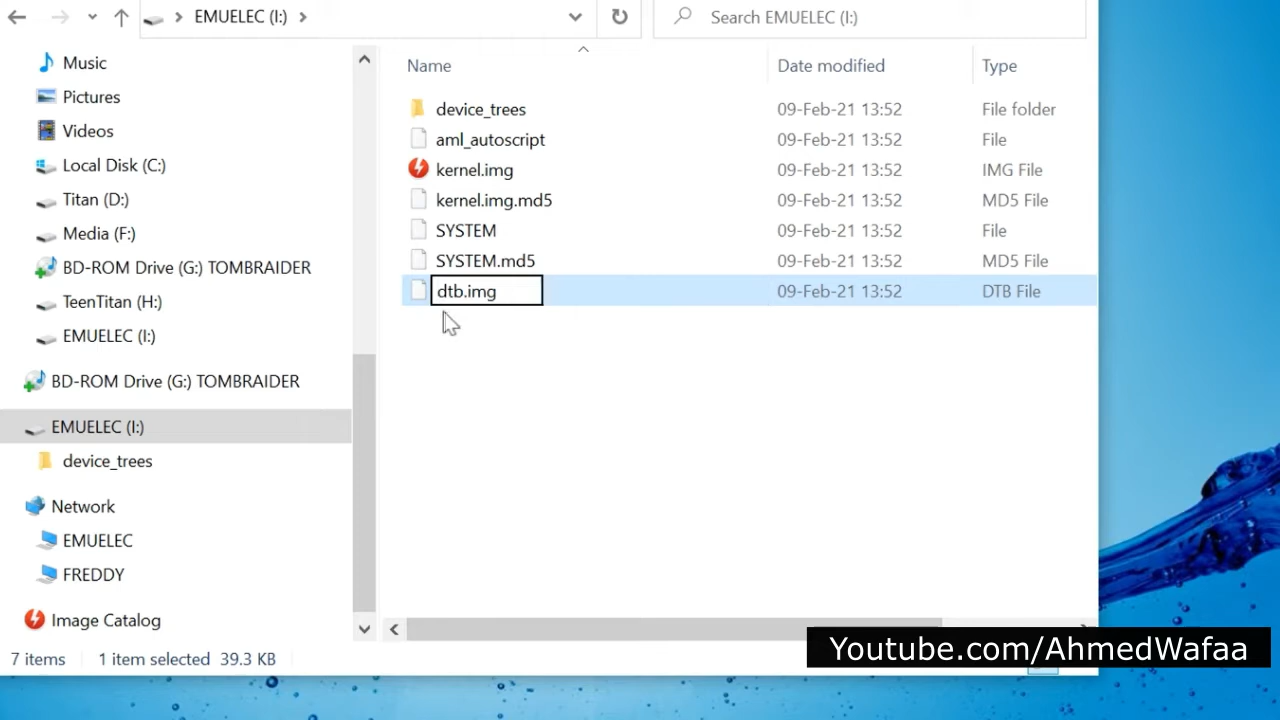 EMUELEC (I:)
Search EMUELEC (I:)
Music
Pictures
Videos
Local Disk (C:)
Titan (D:)
Media (F:)
BD-ROM Drive (G:) TOMBRAIDER
TeenTitan (H:)
EMUELEC (I:)
BD-ROM Drive (G:) TOMBRAIDER
EMUELEC (I:)
device_trees
Network
EMUELEC
FREDDY
Image Catalog
Name Date modified Type
device_trees 09-Feb-21 13:52 File folder
aml_autoscript 09-Feb-21 13:52 File
kernel.img 09-Feb-21 13:52 IMG File
kernel.img.md5 09-Feb-21 13:52 MD5 File
SYSTEM 09-Feb-21 13:52 File
SYSTEM.md5 09-Feb-21 13:52 MD5 File
dtb.img 09-Feb-21 13:52 DTB File
7 items 1 item selected 39.3 KB
Youtube.com/AhmedWafaa